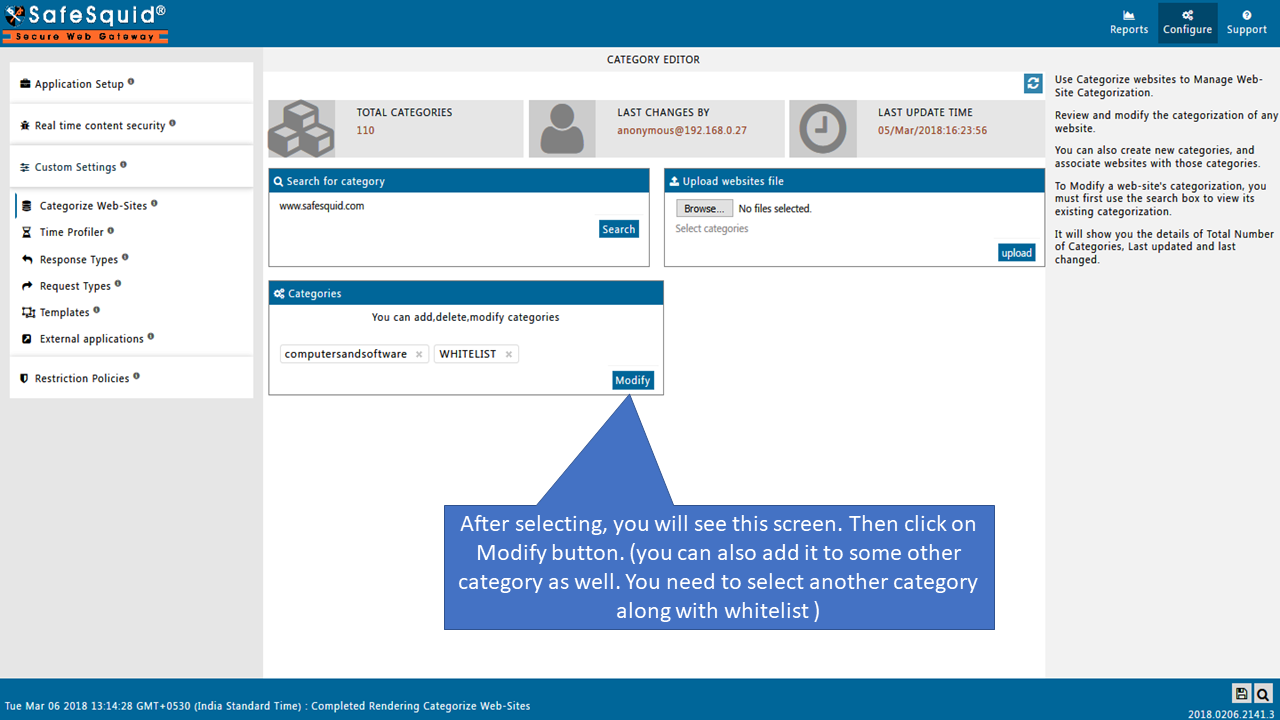 SafeSquid®
Secure Web Gateway
Reports
Configure
Support
Application Setup
Real time content security
Custom Settings
Categorize Web-Sites
Time Profiler
Response Types
Request Types
Templates
External applications
Restriction Policies
CATEGORY EDITOR
TOTAL CATEGORIES
110
LAST CHANGES BY
anonymous@192.168.0.27
LAST UPDATE TIME
05/Mar/2018:16:23:56
Search for category
www.safesquid.com
Search
Upload websites file
Browse... No files selected.
Select categories
upload
Categories
You can add,delete,modify categories
computersandsoftware × WHITELIST ×
Modify
After selecting, you will see this screen. Then click on
Modify button. (you can also add it to some other
category as well. You need to select another category
along with whitelist )
Use Categorize websites to Manage Web-
Site Categorization.
Review and modify the categorization of any
website.
You can also create new categories, and
associate websites with those categories.
To Modify a web-site's categorization, you
must first use the search box to view its
existing categorization.
It will show you the details of Total Number
of Categories, Last updated and last
changed.
Tue Mar 06 2018 13:14:28 GMT+0530 (India Standard Time) : Completed Rendering Categorize Web-Sites
2018.0206.2141.3